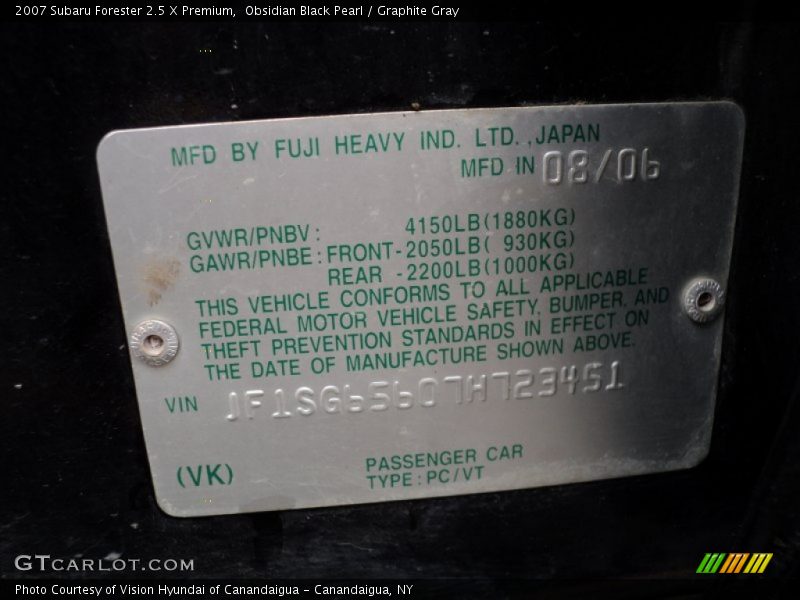 2007 Subaru Forester 2.5 X Premium,  Obsidian Black Pearl / Graphite Gray
MFD BY FUJI HEAVY IND. LTD., JAPAN
MFD IN 08/06
GVWR/PNBV: 4150LB(1880KG)
GAWR/PNBE: FRONT-2050LB( 930KG)
REAR -2200LB(1000KG)
THIS VEHICLE CONFORMS TO ALL APPLICABLE
FEDERAL MOTOR VEHICLE SAFETY, BUMPER, AND
THEFT PREVENTION STANDARDS IN EFFECT ON
THE DATE OF MANUFACTURE SHOWN ABOVE.
VIN JF1SG65607H723451
(VK)
PASSENGER CAR
TYPE: PC/VT
GTCARLOT.COM
Photo Courtesy of Vision Hyundai of Canandaigua - Canandaigua, NY